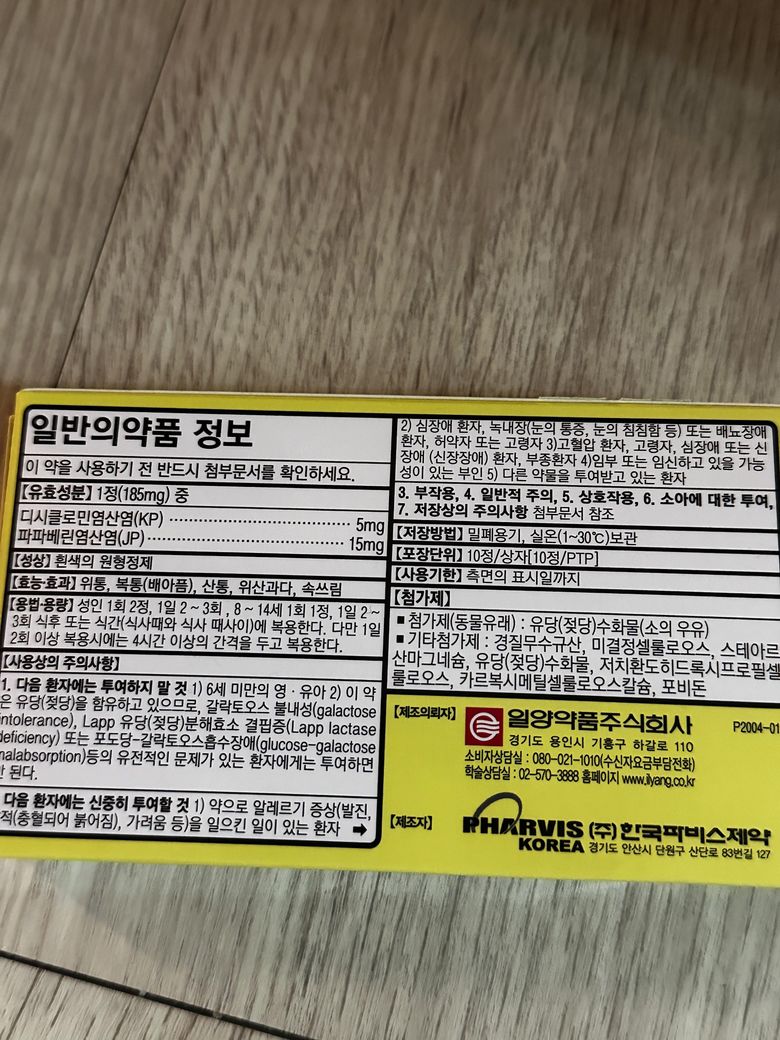 일반의약품 정보
이 약을 사용하기 전 반드시 첨부문서를 확인하세요.
【유효성분】 1정(185mg) 중
디시클로민염산염(KP) ······ 5mg
파파베린염산염(JP) ······ 15mg
【성상】 흰색의 원형정제
【효능·효과】 위통, 복통(배아픔), 산통, 위산과다, 속쓰림
【용법·용량】 성인 1회 2정, 1일 2 ~ 3회, 8 ~ 14세 1회 1정, 1일 2 ~
3회 식후 또는 식간(식사때와 식사 때사이)에 복용한다. 다만 1일
2회 이상 복용시에는 4시간 이상의 간격을 두고 복용한다.
【사용상의 주의사항】
1. 다음 환자에는 투여하지 말 것 1) 6세 미만의 영·유아 2) 이 약
은 유당(젖당)을 함유하고 있으므로, 갈락토오스 불내성(galactose
intolerance), Lapp 유당(젖당)분해효소 결핍증(Lapp lactase
deficiency) 또는 포도당-갈락토오스흡수장애(glucose-galactose
malabsorption)등의 유전적인 문제가 있는 환자에게는 투여하면
안 된다.
다음 환자에는 신중히 투여할 것 1) 약으로 알레르기 증상(발진,
적(충혈되어 붉어짐), 가려움 등)을 일으킨 일이 있는 환자 ➡
2) 심장애 환자, 녹내장(눈의 통증, 눈의 침침함 등) 또는 배뇨장애
환자, 허약자 또는 고령자 3)고혈압 환자, 고령자, 심장애 또는 신
장애 (신장장애) 환자, 부종환자 4)임부 또는 임신하고 있을 가능
성이 있는 부인 5) 다른 약물을 투여받고 있는 환자
3. 부작용, 4. 일반적 주의, 5. 상호작용, 6. 소아에 대한 투여,
7. 저장상의 주의사항 첨부문서 참조
【저장방법】 밀폐용기, 실온(1~30℃)보관
【포장단위】 10정/상자[10정/PTP]
【사용기한】 측면의 표시일까지
【첨가제】
■ 첨가제(동물유래) : 유당(젖당)수화물(소의 우유)
■ 기타첨가제 : 경질무수규산, 미결정셀룰로오스, 스테아르
산마그네슘, 유당(젖당)수화물, 저치환도히드록시프로필셀
룰로오스, 카르복시메틸셀룰로오스칼슘, 포비돈
【제조의뢰자】 일양약품주식회사 P2004-01
경기도 용인시 기흥구 하갈로 110
소비자상담실 : 080-021-1010(수신자요금부담전화)
학술상담실 : 02-570-3888 홈페이지 www.ilyang.co.kr
【제조자】 PHARVIS (주)한국파비스제약
KOREA 경기도 안산시 단원구 산단로 83번길 127